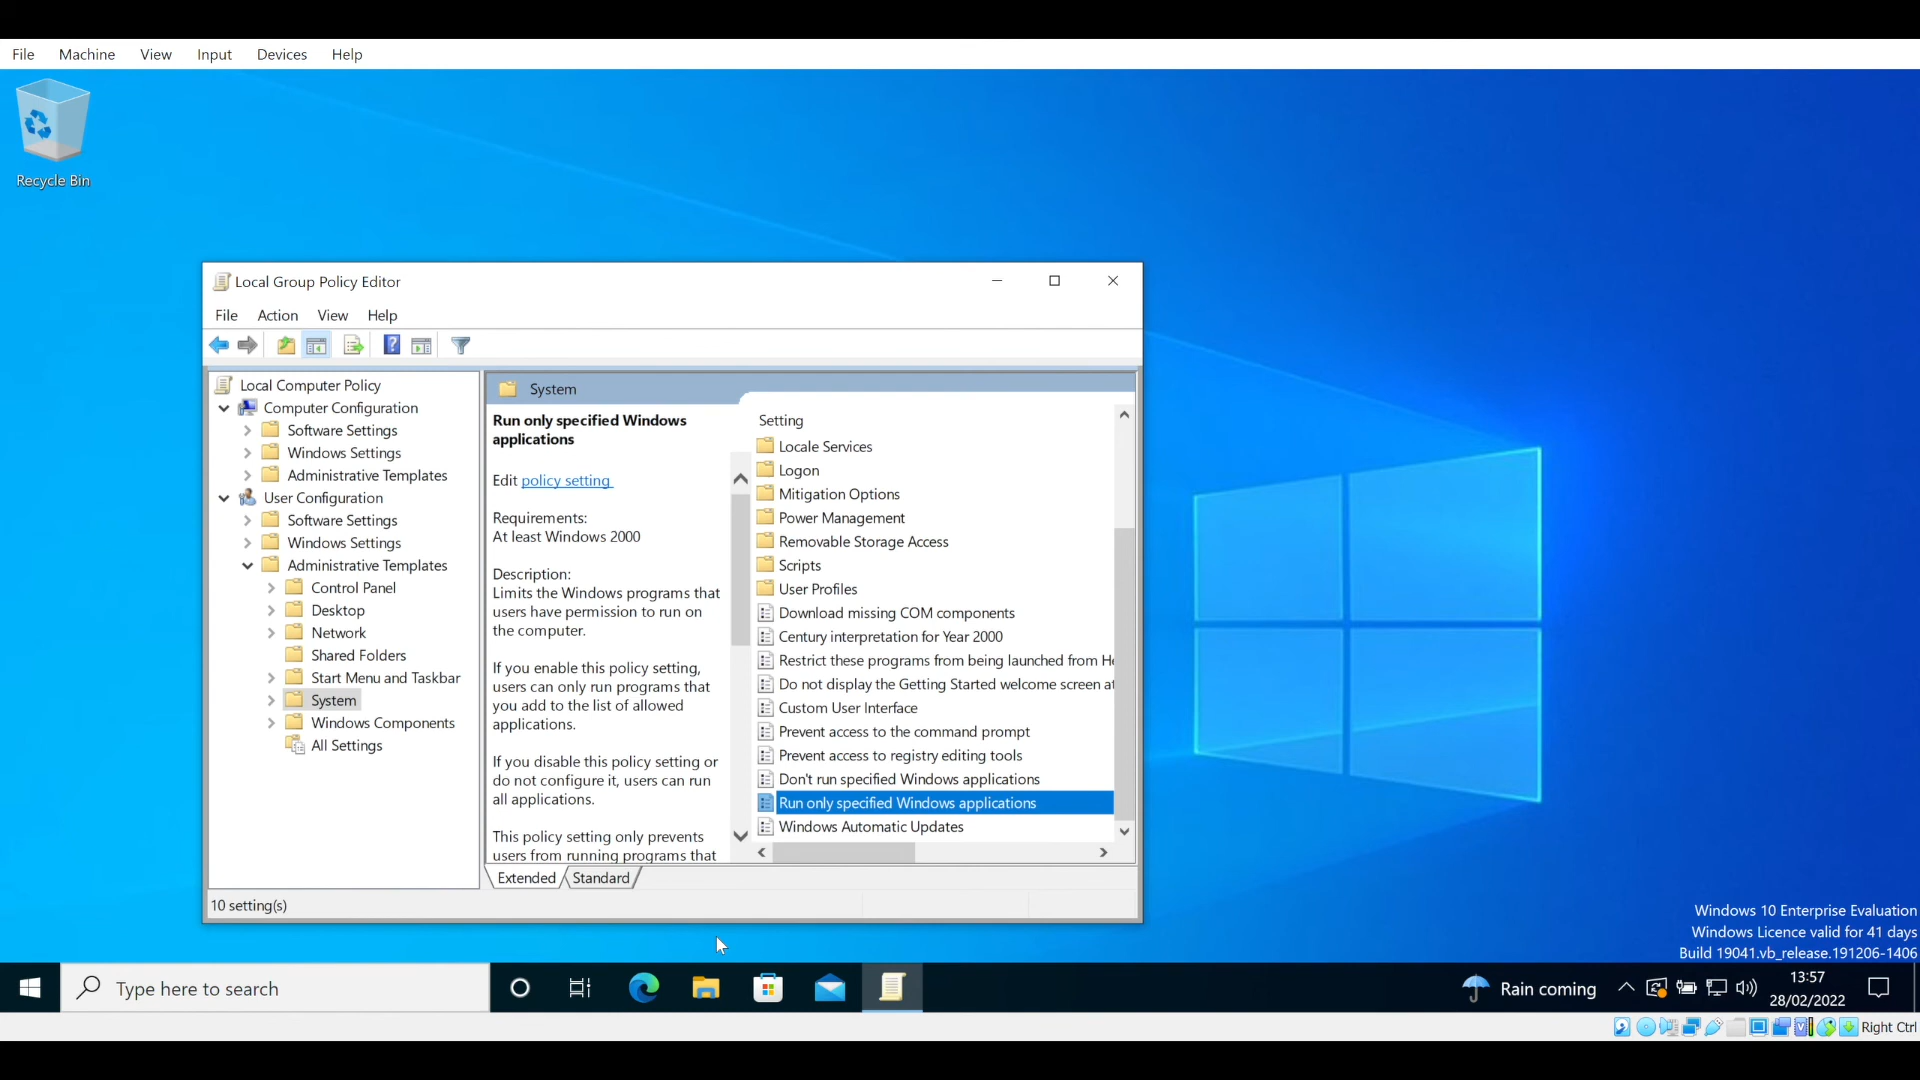 File Machine View Input Devices Help
Recycle Bin
Local Group Policy Editor
File Action View Help
Local Computer Policy
Computer Configuration
Software Settings
Windows Settings
Administrative Templates
User Configuration
Software Settings
Windows Settings
Administrative Templates
Control Panel
Desktop
Network
Shared Folders
Start Menu and Taskbar
System
Windows Components
All Settings
System
Run only specified Windows
applications
Edit policy setting
Requirements:
At least Windows 2000
Description:
Limits the Windows programs that
users have permission to run on
the computer.
If you enable this policy setting,
users can only run programs that
you add to the list of allowed
applications.
If you disable this policy setting or
do not configure it, users can run
all applications.
This policy setting only prevents
users from running programs that
Setting
Locale Services
Logon
Mitigation Options
Power Management
Removable Storage Access
Scripts
User Profiles
Download missing COM components
Century interpretation for Year 2000
Restrict these programs from being launched from He
Do not display the Getting Started welcome screen at
Custom User Interface
Prevent access to the command prompt
Prevent access to registry editing tools
Don't run specified Windows applications
Run only specified Windows applications
Windows Automatic Updates
Extended Standard
10 setting(s)
Windows 10 Enterprise Evaluation
Windows Licence valid for 41 days
Build 19041.vb_release.191206-1406
Type here to search
Rain coming
13:57
28/02/2022
Right Ctrl